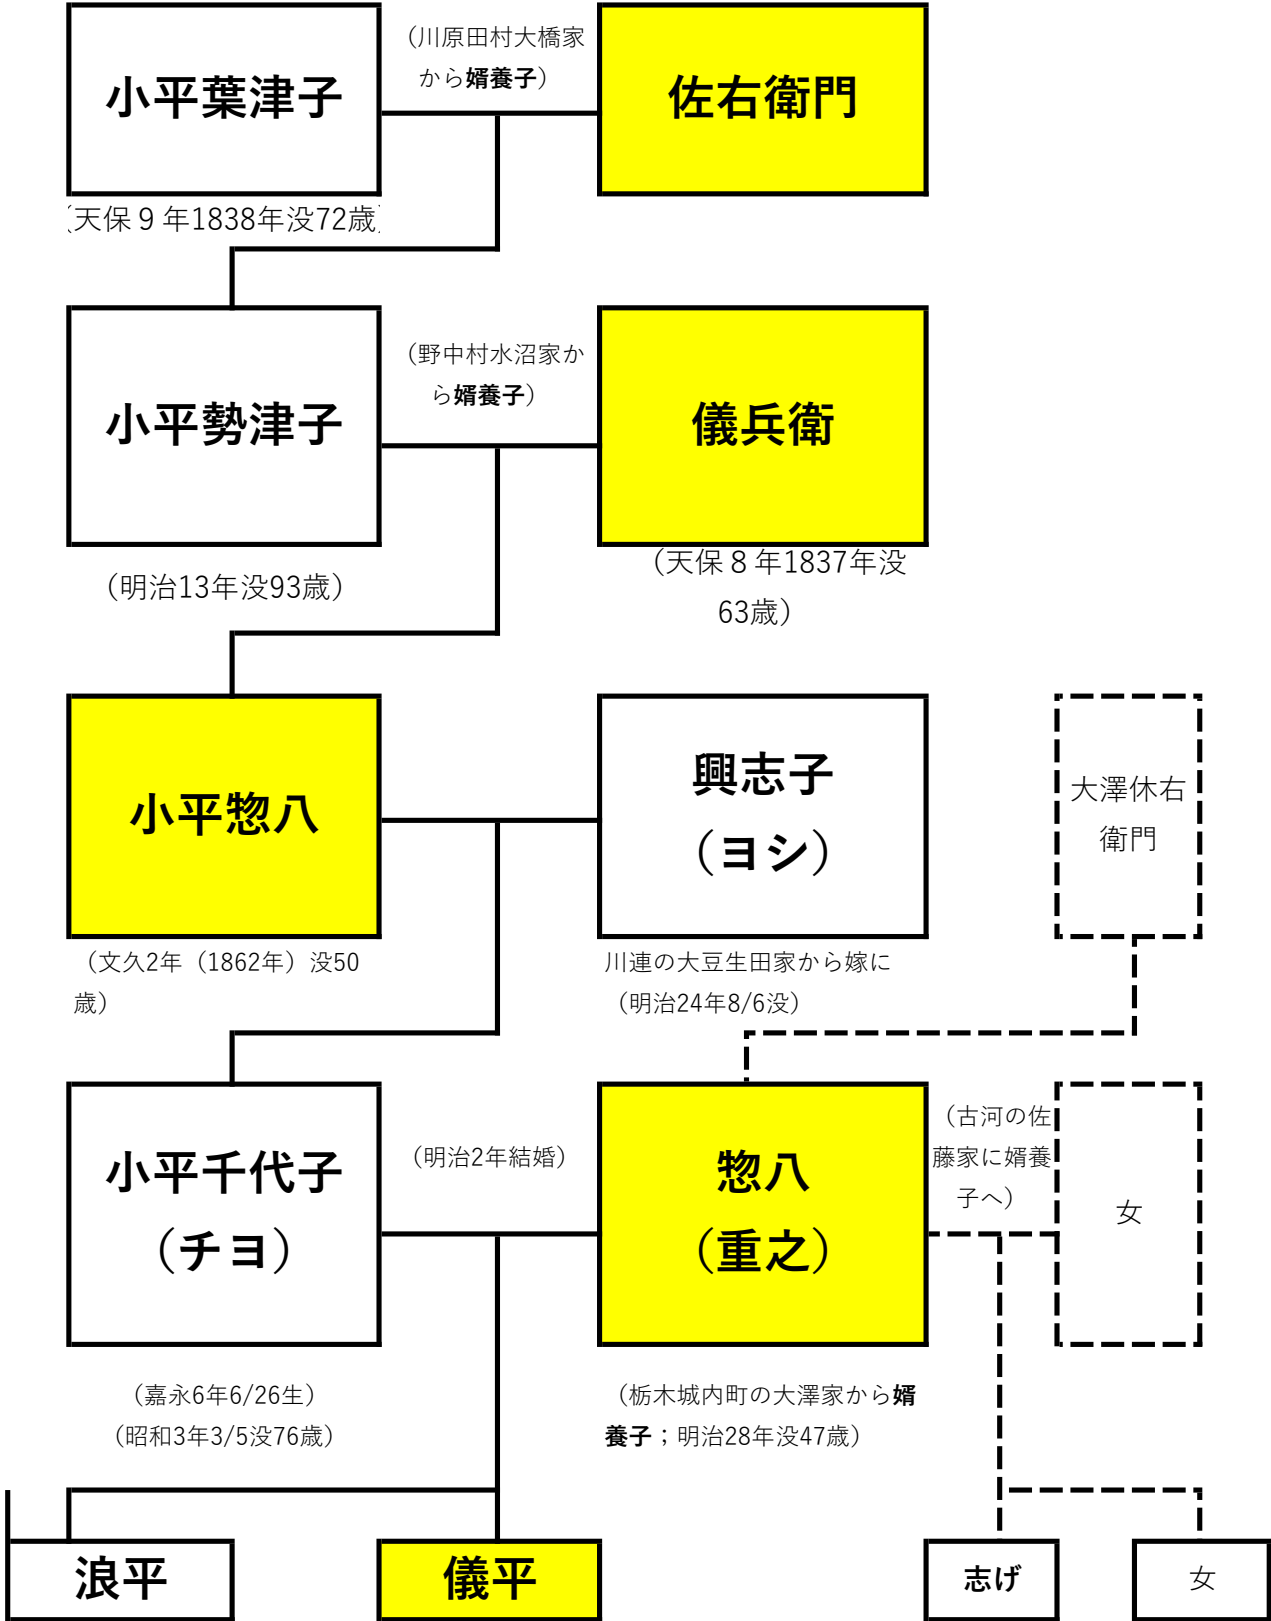 小平葉津子
（川原田村大橋家
から婿養子）
佐右衛門
（天保９年1838年没72歳）
小平勢津子
（野中村水沼家か
ら婿養子）
儀兵衛
（明治13年没93歳）
（天保８年1837年没
63歳）
小平惣八
興志子
（ヨシ）
大澤休右
衛門
（文久2年（1862年）没50
歳）
川連の大豆生田家から嫁に
（明治24年8/6没）
小平千代子
（チヨ）
（明治2年結婚）
惣八
（重之）
（古河の佐
藤家に婿養
子へ）
女
（嘉永6年6/26生）
（昭和3年3/5没76歳）
（栃木城内町の大澤家から婿
養子；明治28年没47歳）
浪平
儀平
志げ
女